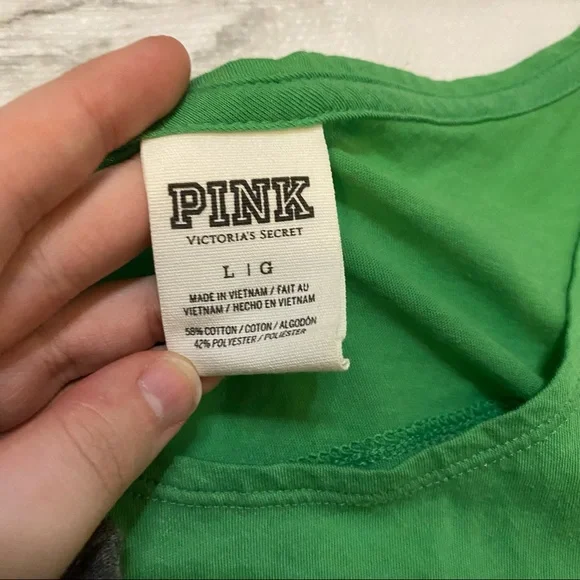 PINK
VICTORIA'S SECRET
L | G
MADE IN VIETNAM / FAIT AU
VIETNAM / HECHO EN VIETNAM
58% COTTON / COTON / ALGODÓN
42% POLYESTER / POLIESTER